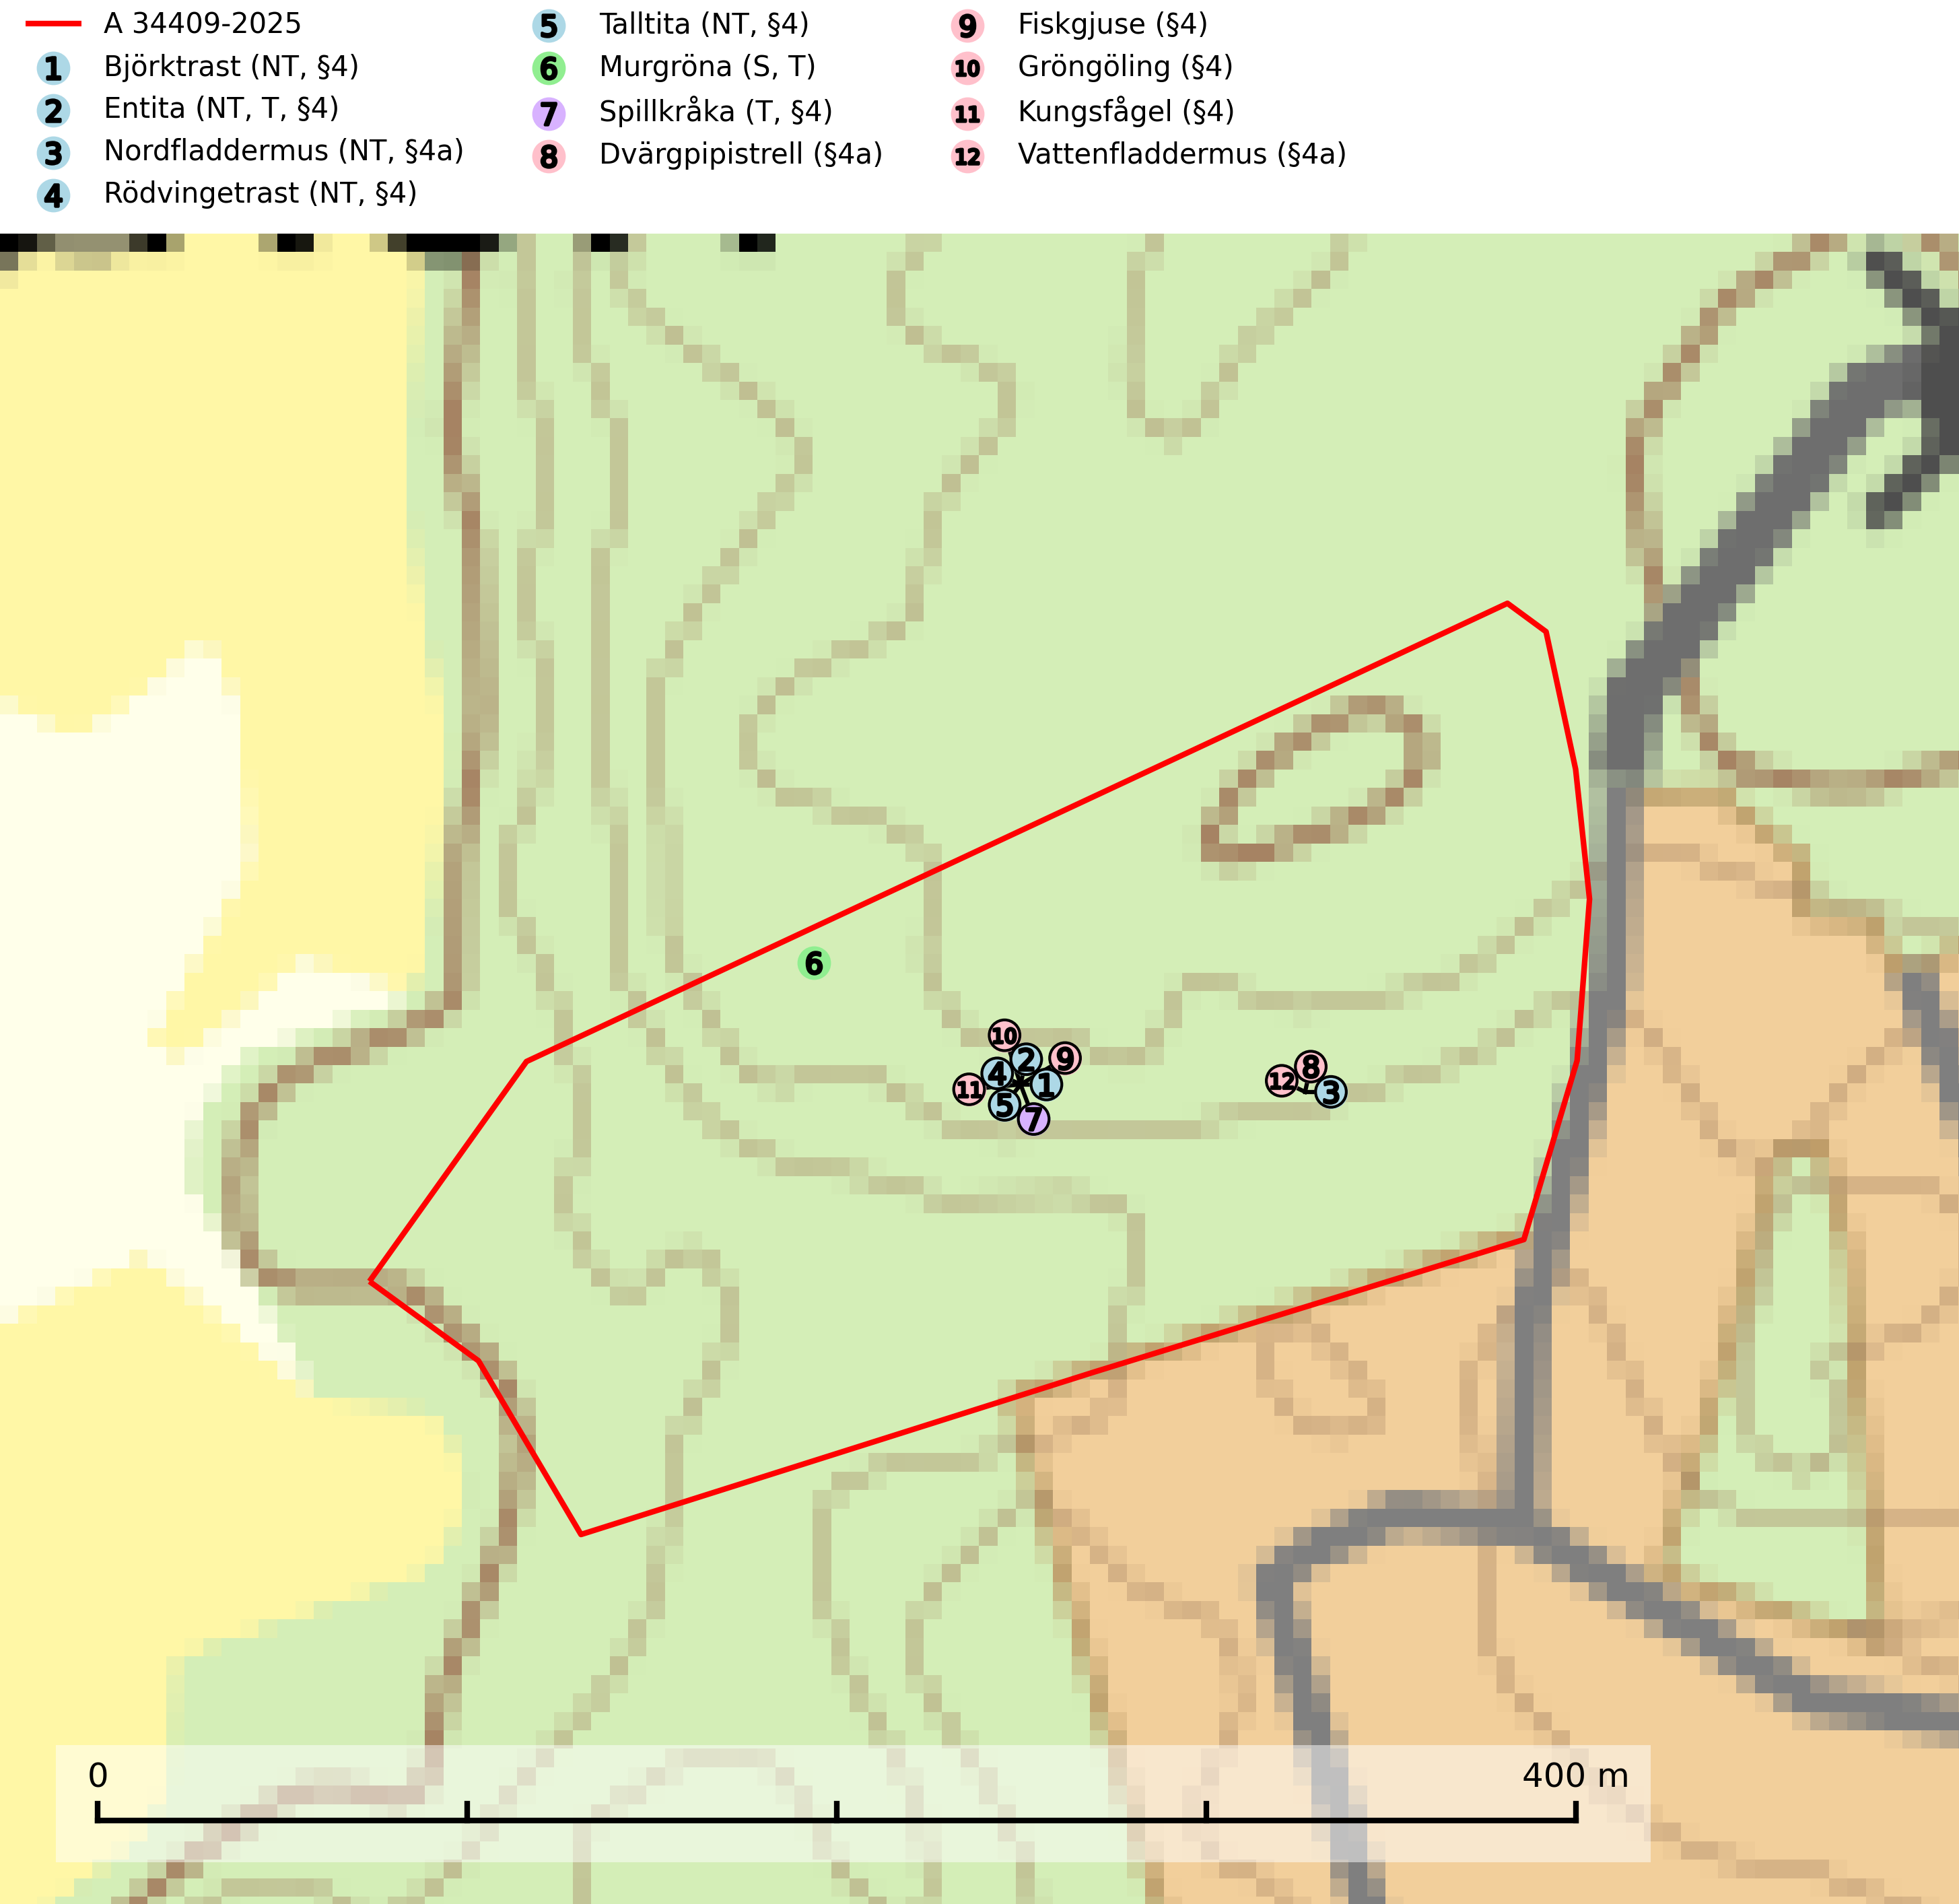 A 34409-2025
1 Björktrast (NT, §4)
2 Entita (NT, T, §4)
3 Nordfladdermus (NT, §4a)
4 Rödvingetrast (NT, §4)
5 Talltita (NT, §4)
6 Murgröna (S, T)
7 Spillkråka (T, §4)
8 Dvärgpipistrell (§4a)
9 Fiskgjuse (§4)
10 Gröngöling (§4)
11 Kungsfågel (§4)
12 Vattenfladdermus (§4a)
6
10
2 9
4 1
11
5
7
8
12
3
0 400 m